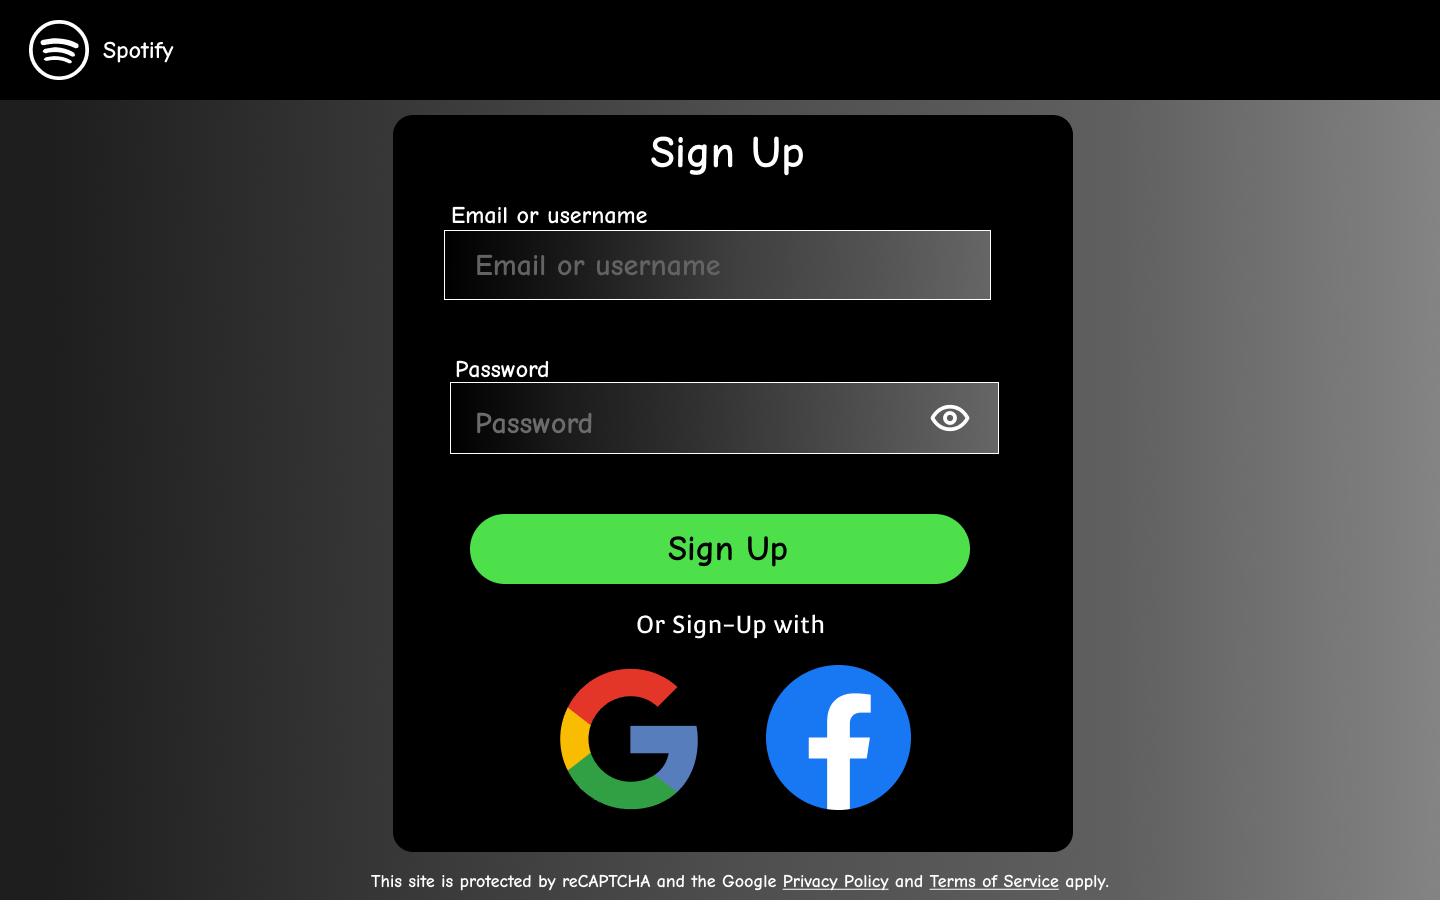 Spotify
Sign Up
Email or username
Email or username
Password
Password
Sign Up
Or Sign-Up with
This site is protected by reCAPTCHA and the Google Privacy Policy and Terms of Service apply.